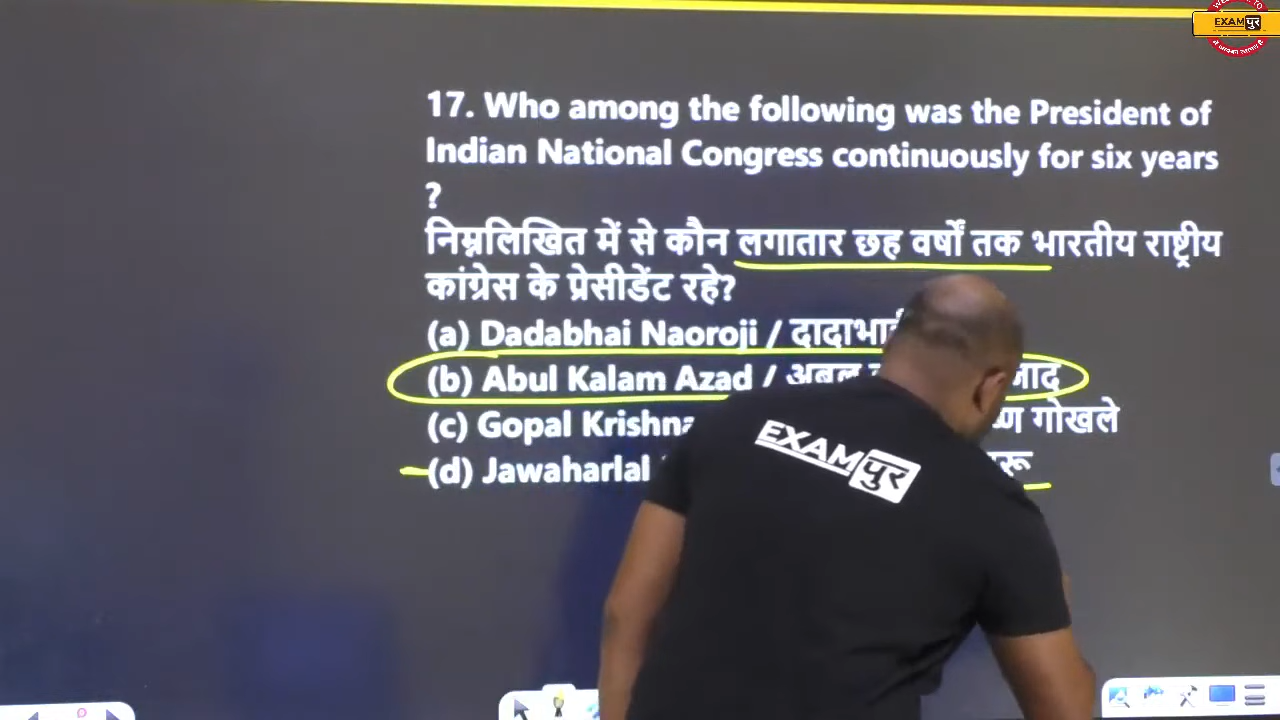 EXAMपुर
17. Who among the following was the President of
Indian National Congress continuously for six years
?
निम्नलिखित में से कौन लगातार छह वर्षों तक भारतीय राष्ट्रीय
कांग्रेस के प्रेसीडेंट रहे?
(a) Dadabhai Naoroji /
(b) Abul Kalam Azad /
(c) Gopal Krishna गोखले
(d) Jawaharlal
EXAMपुर